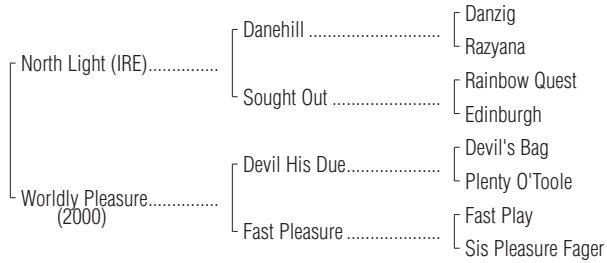 Danzig
Danehill ..............................
Razyana
North Light (IRE)...............
Rainbow Quest
Sought Out ........................
Edinburgh
Devil's Bag
Devil His Due.....................
Plenty O'Toole
Worldly Pleasure...............
(2000)
Fast Play
Fast Pleasure .....................
Sis Pleasure Fager